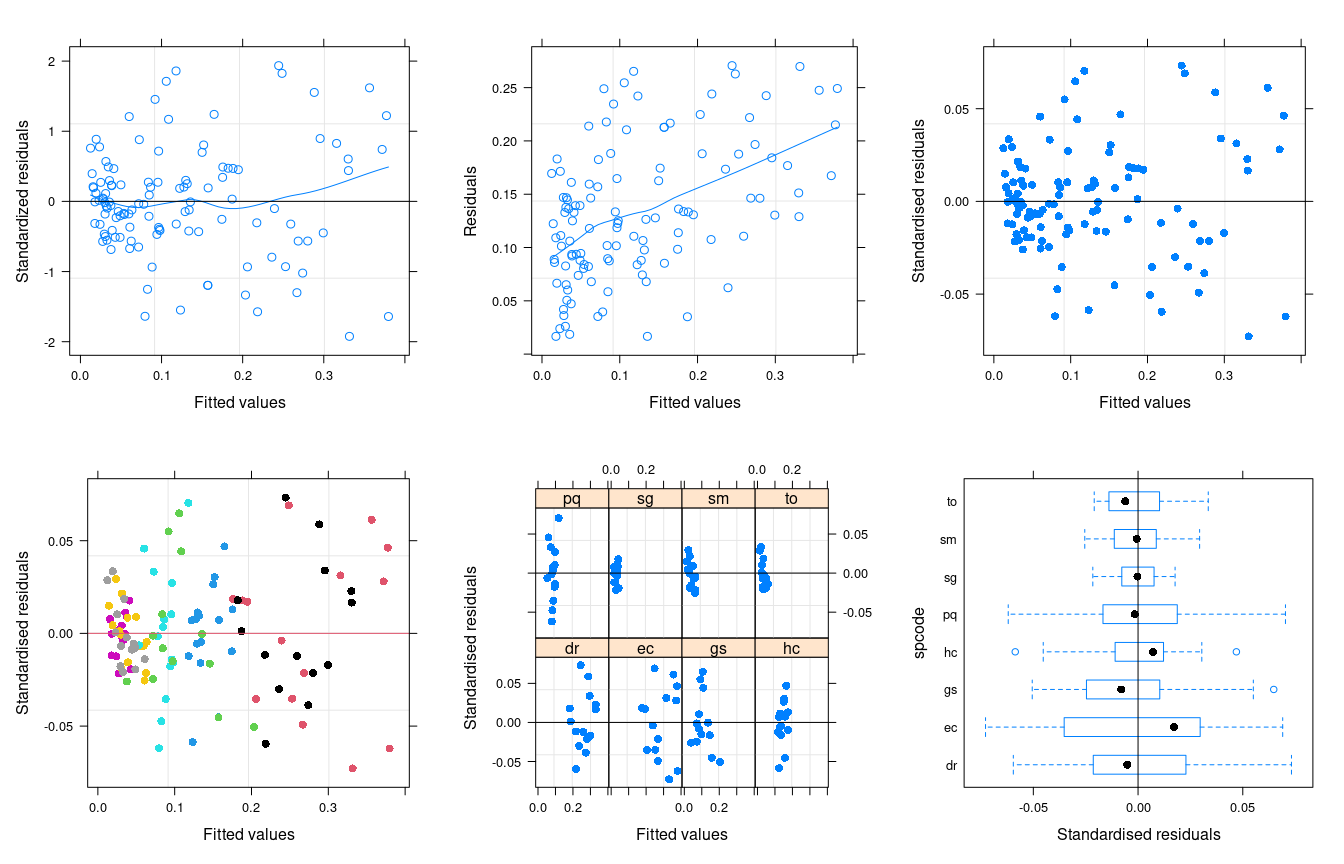 2
1
0
-1
-2
Standardized residuals
0.0 0.1 0.2 0.3
Fitted values
0.25
0.20
0.15
0.10
0.05
Residuals
0.0 0.1 0.2 0.3
Fitted values
0.05
0.00
-0.05
Standardised residuals
0.0 0.1 0.2 0.3
Fitted values
0.05
0.00
-0.05
Standardised residuals
0.0 0.1 0.2 0.3
Fitted values
0.0 0.2 0.0 0.2
pq sg sm to
0.05
0.00
-0.05
dr ec gs hc
0.05
0.00
-0.05
Standardised residuals
0.0 0.2 0.0 0.2
Fitted values
to
sm
sg
pq
hc
gs
ec
dr
spcode
-0.05 0.00 0.05
Standardised residuals